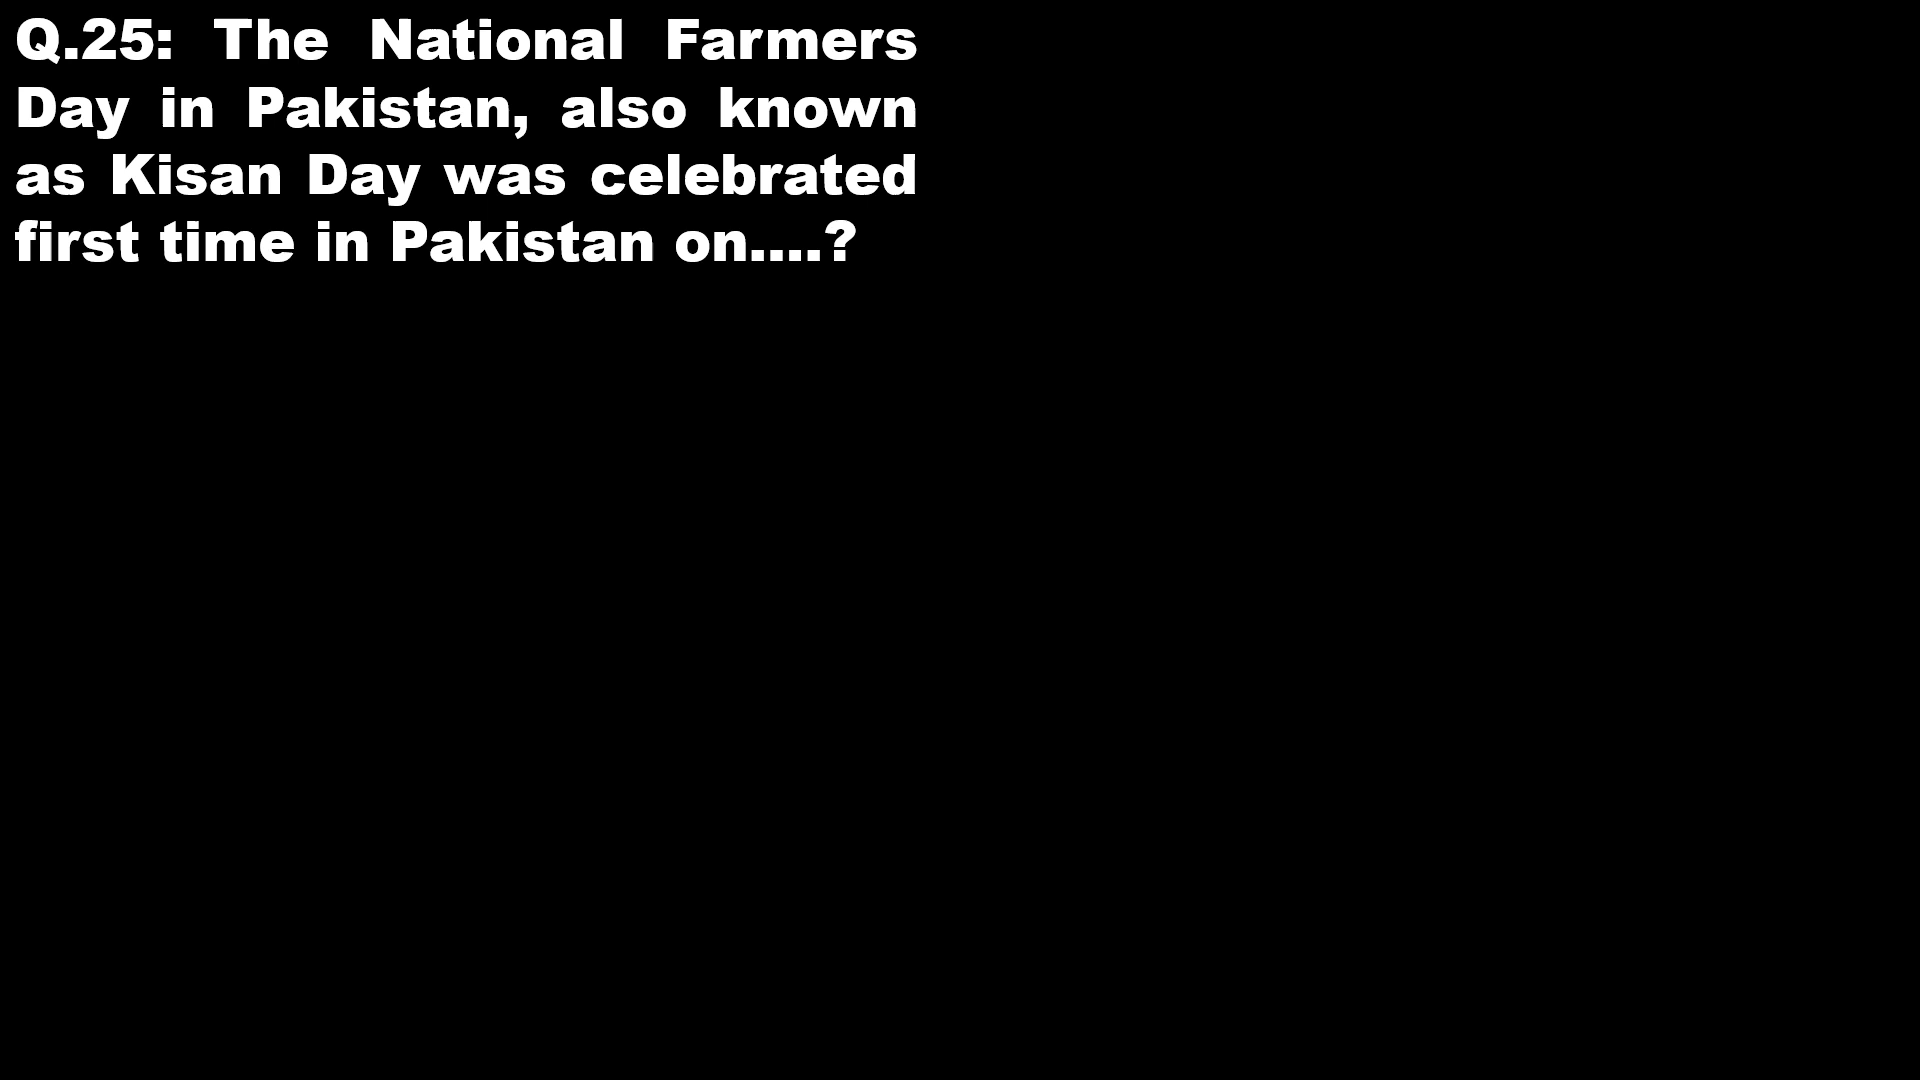 Q.25: The National Farmers
Day in Pakistan, also known
as Kisan Day was celebrated
first time in Pakistan on....?